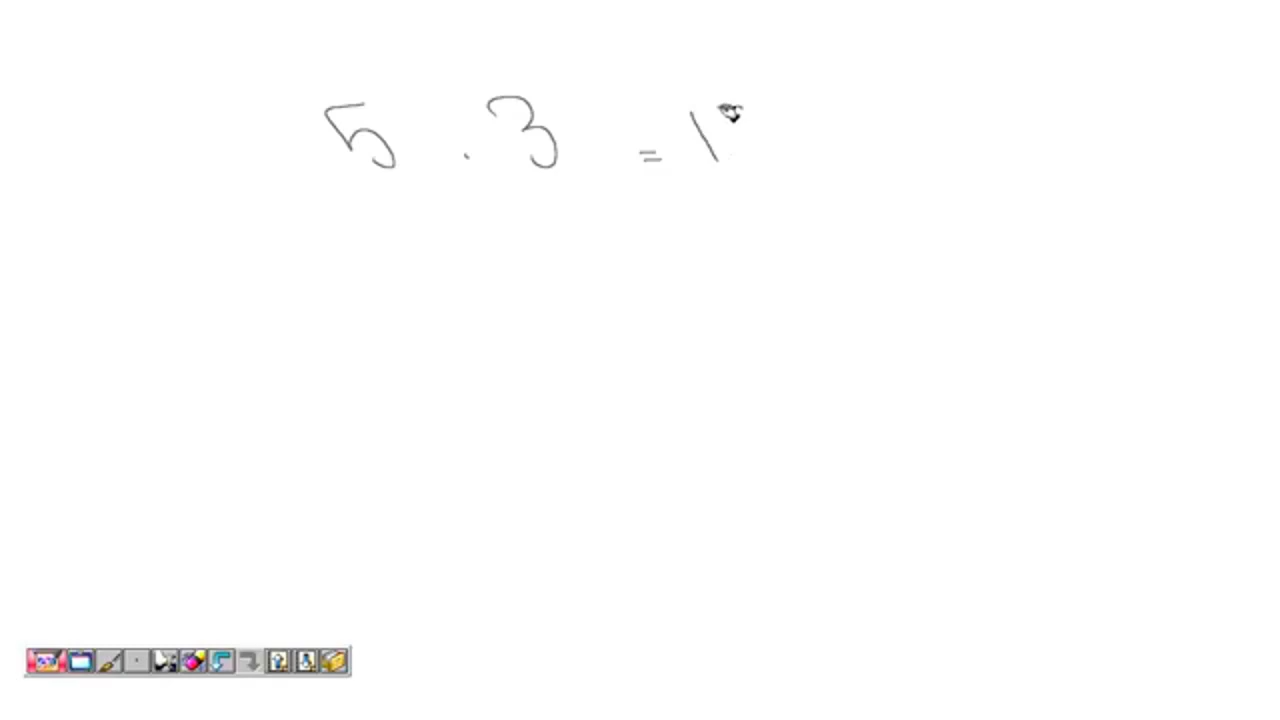 5 . 3 = 1